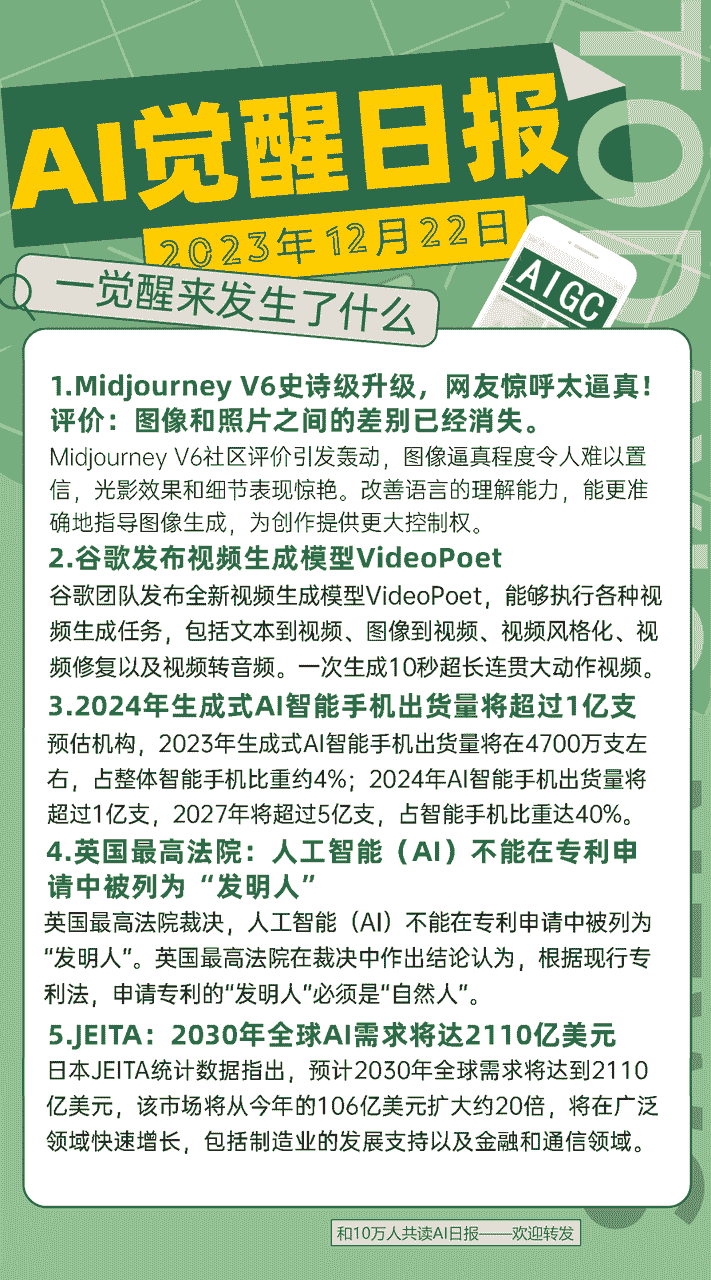 AI觉醒日报
2023年12月22日
一觉醒来发生了什么
AIGC
1.Midjourney V6史诗级升级，网友惊呼太逼真！
评价：图像和照片之间的差别已经消失。
Midjourney V6社区评价引发轰动，图像逼真程度令人难以置
信，光影效果和细节表现惊艳。改善语言的理解能力，能更准
确地指导图像生成，为创作提供更大控制权。
2.谷歌发布视频生成模型VideoPoet
谷歌团队发布全新视频生成模型VideoPoet，能够执行各种视
频生成任务，包括文本到视频、图像到视频、视频风格化、视
频修复以及视频转音频。一次生成10秒超长连贯大动作视频。
3.2024年生成式AI智能手机出货量将超过1亿支
预估机构，2023年生成式AI智能手机出货量将在4700万支左
右，占整体智能手机比重约4%；2024年AI智能手机出货量将
超过1亿支，2027年将超过5亿支，占智能手机比重达40%。
4.英国最高法院：人工智能（AI）不能在专利申
请中被列为“发明人”
英国最高法院裁决，人工智能（AI）不能在专利申请中被列为
“发明人”。英国最高法院在裁决中作出结论认为，根据现行专
利法，申请专利的“发明人”必须是“自然人”。
5.JEITA：2030年全球AI需求将达2110亿美元
日本JEITA统计数据指出，预计2030年全球需求将达到2110
亿美元，该市场将从今年的106亿美元扩大约20倍，将在广泛
领域快速增长，包括制造业的发展支持以及金融和通信领域。
和10万人共读AI日报——欢迎转发